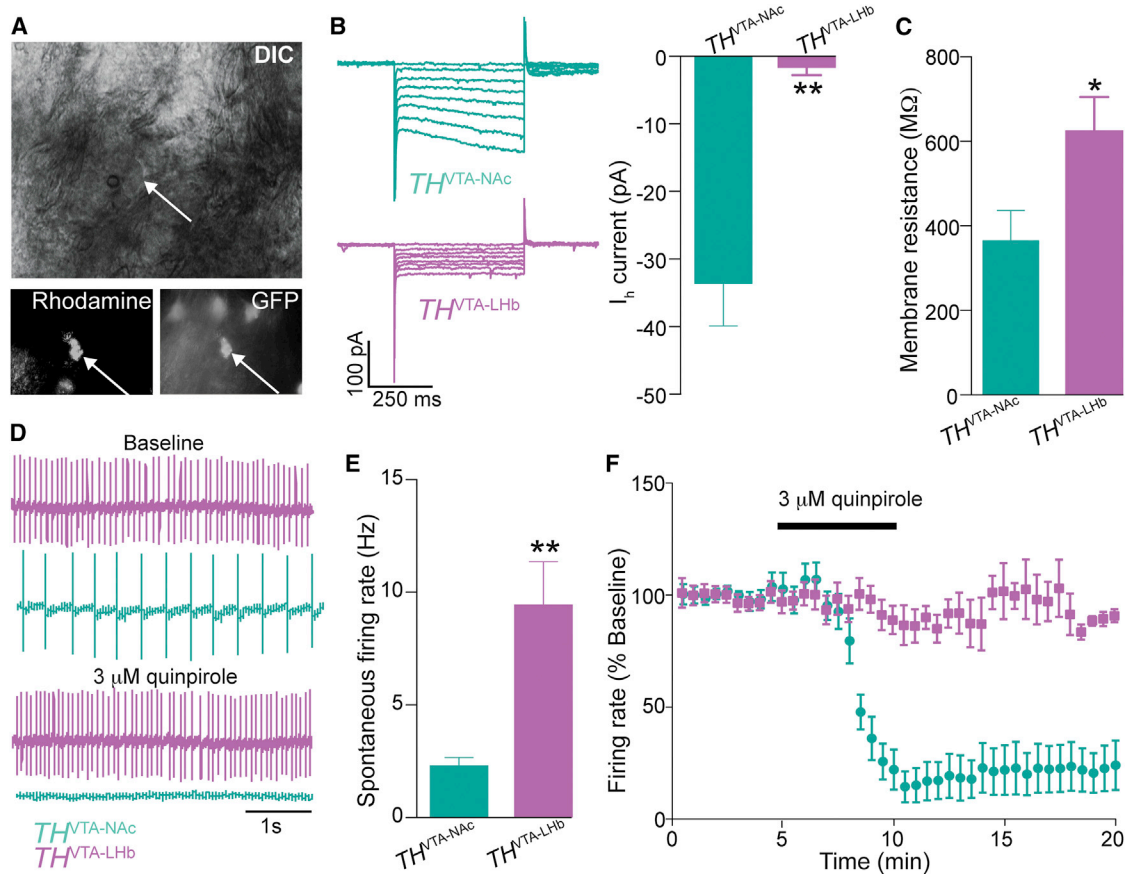 A
DIC
Rhodamine
GFP
B
TH^VTA-NAc
TH^VTA-LHb
100 pA
250 ms
TH^VTA-NAc
TH^VTA-LHb
0
-10
-20
-30
-40
-50
I_h current (pA)
**
C
800
600
400
200
0
Membrane resistance (MΩ)
*
TH^VTA-NAc
TH^VTA-LHb
D
Baseline
3 µM quinpirole
1s
TH^VTA-NAc
TH^VTA-LHb
E
15
10
5
0
Spontaneous firing rate (Hz)
**
TH^VTA-NAc
TH^VTA-LHb
F
3 µM quinpirole
150
100
50
0
Firing rate (% Baseline)
0
5
10
15
20
Time (min)